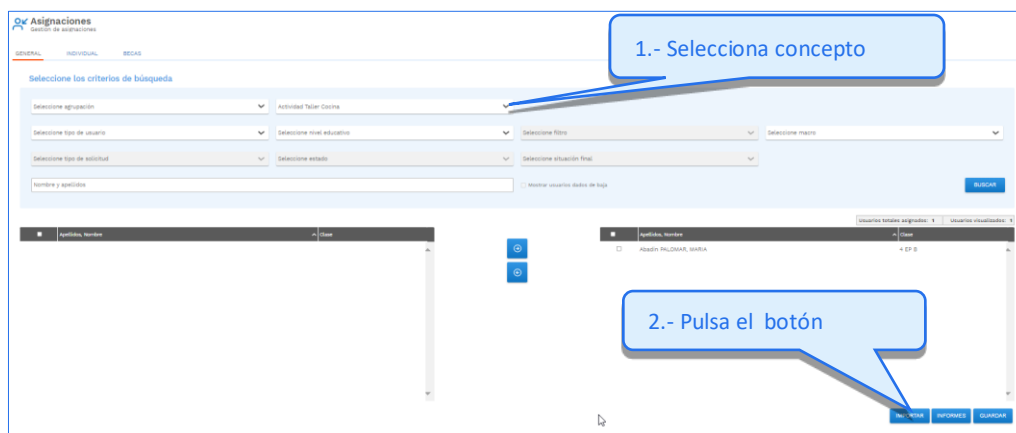 Asignaciones
Gestión de asignaciones
GENERAL INDIVIDUAL BECAS
1.- Selecciona concepto
Seleccione los criterios de búsqueda
Seleccione agrupación Actividad Taller Cocina
Seleccione tipo de usuario Seleccione nivel educativo Seleccione filtro Seleccione macro
Seleccione tipo de solicitud Seleccione estado Seleccione situación final
Nombre y apellidos Mostrar usuarios dados de baja BUSCAR
Usuarios totales asignados: 1 Usuarios visualizados: 1
Apellidos, Nombre Clase Apellidos, Nombre Clase
Abadín PALOMAR, MARIA 4 EP B
2.- Pulsa el botón
IMPORTAR INFORMES GUARDAR